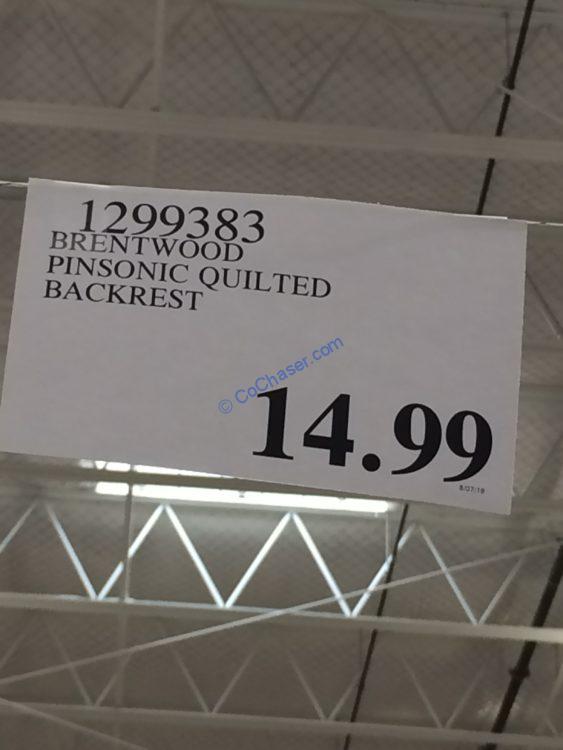 1299383
BRENTWOOD
PINSONIC QUILTED
BACKREST
© CoChaser.com
14.99
8/07/19